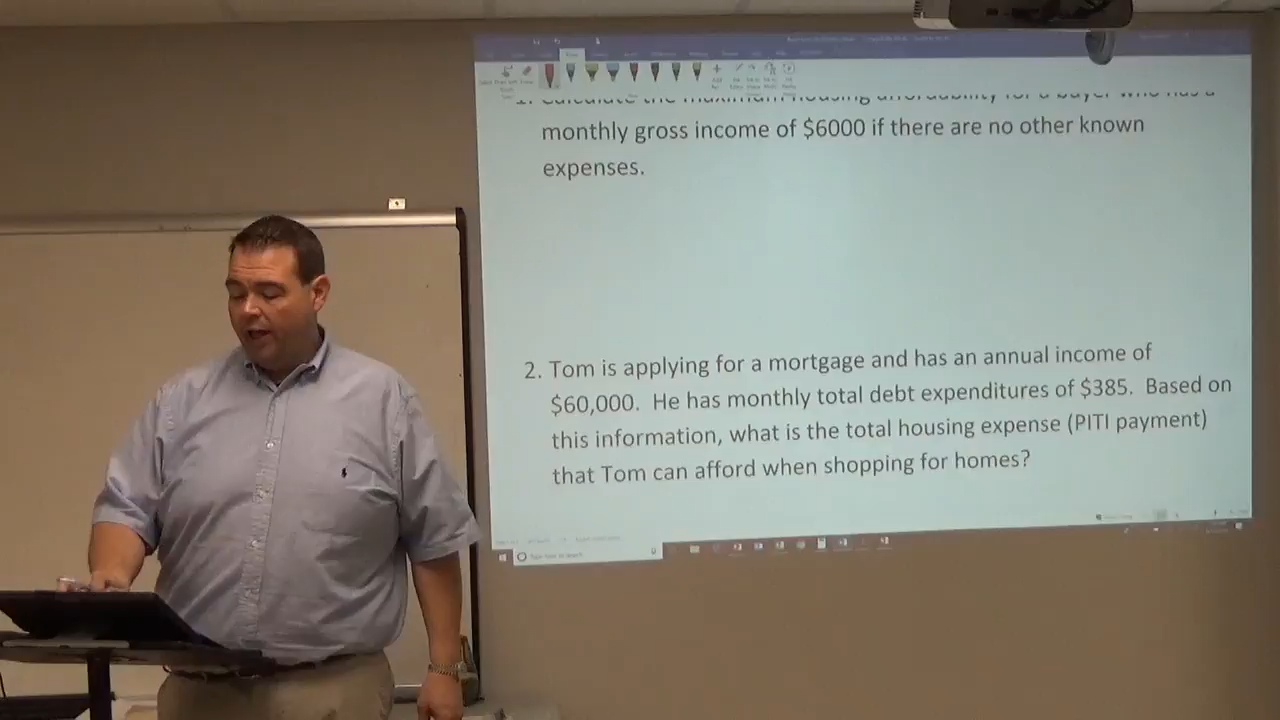 1. Calculate the maximum housing affordability for a buyer who has a
monthly gross income of $6000 if there are no other known
expenses.
2. Tom is applying for a mortgage and has an annual income of
$60,000. He has monthly total debt expenditures of $385. Based on
this information, what is the total housing expense (PITI payment)
that Tom can afford when shopping for homes?